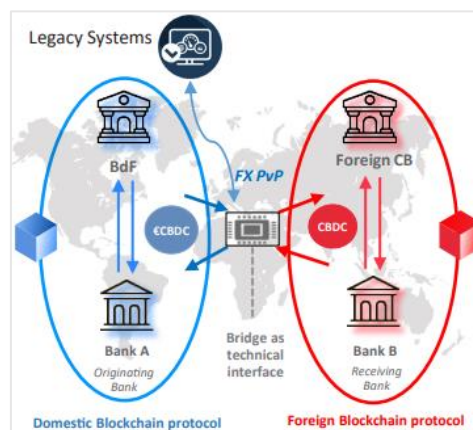 Legacy Systems
BdF
Foreign CB
FX PvP
€CBDC
CBDC
Bank A
Originating
Bank
Bridge as
technical
interface
Bank B
Receiving
Bank
Domestic Blockchain protocol
Foreign Blockchain protocol